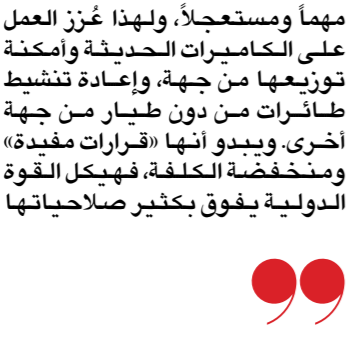 مهماً ومستعجلاً، ولهذا عُزز العمل
على الكاميرات الحديثة وأمكنة
توزيعها من جهة، وإعادة تنشيط
طائرات من دون طيار من جهة
أخرى. ويبدو أنها «قرارات مفيدة»
ومنخفضة الكلفة، فهيكل القوة
الدولية يفوق بكثير صلاحياتها